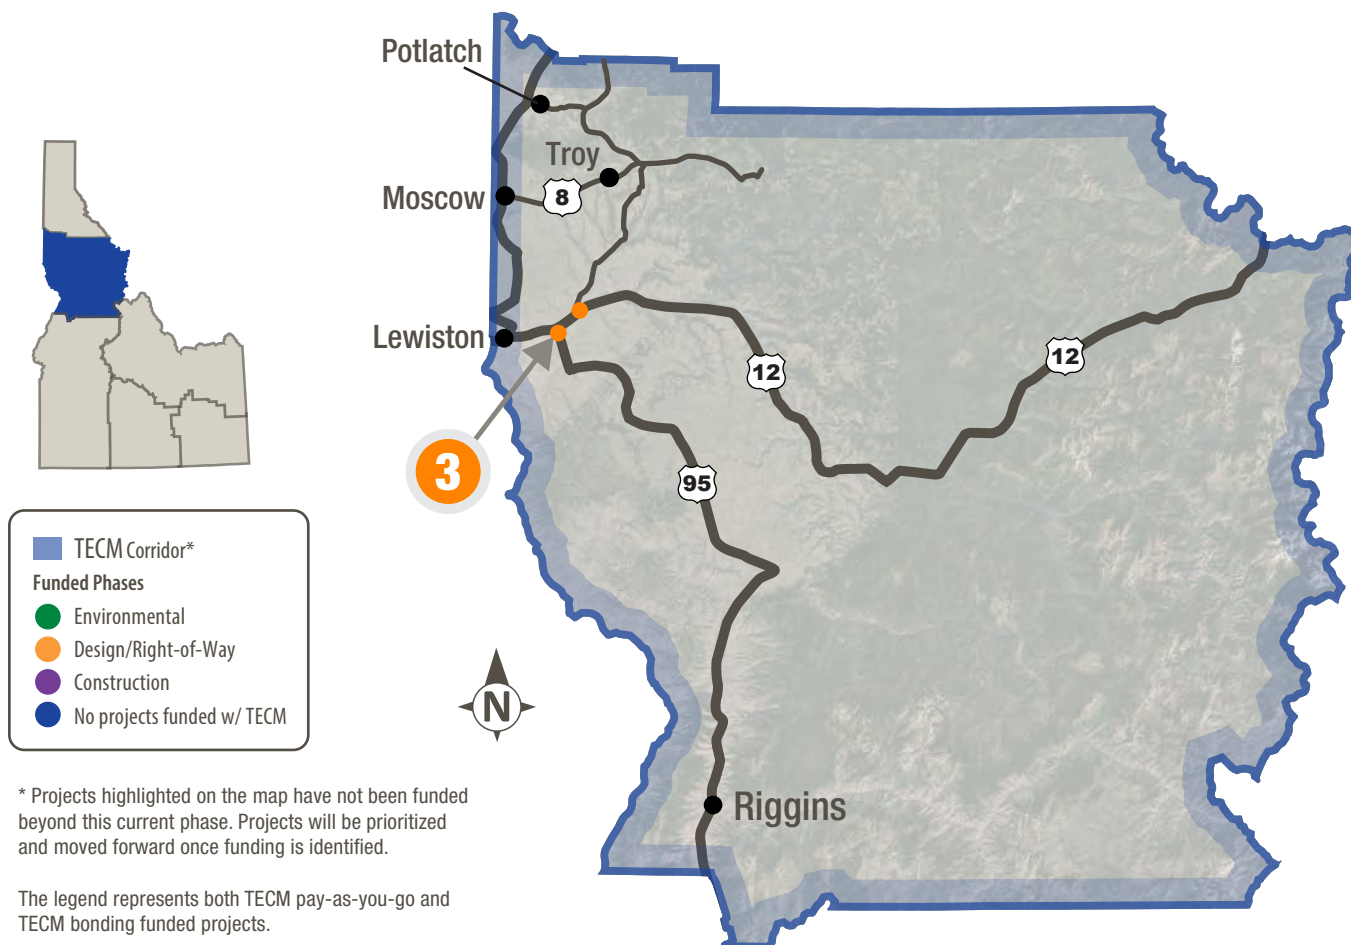 Potlatch
Troy
8
Moscow
Lewiston
12
12
3
95
TECM Corridor*
Funded Phases
Environmental
Design/Right-of-Way
Construction
No projects funded w/ TECM
N
Riggins
* Projects highlighted on the map have not been funded
beyond this current phase. Projects will be prioritized
and moved forward once funding is identified.
The legend represents both TECM pay-as-you-go and
TECM bonding funded projects.